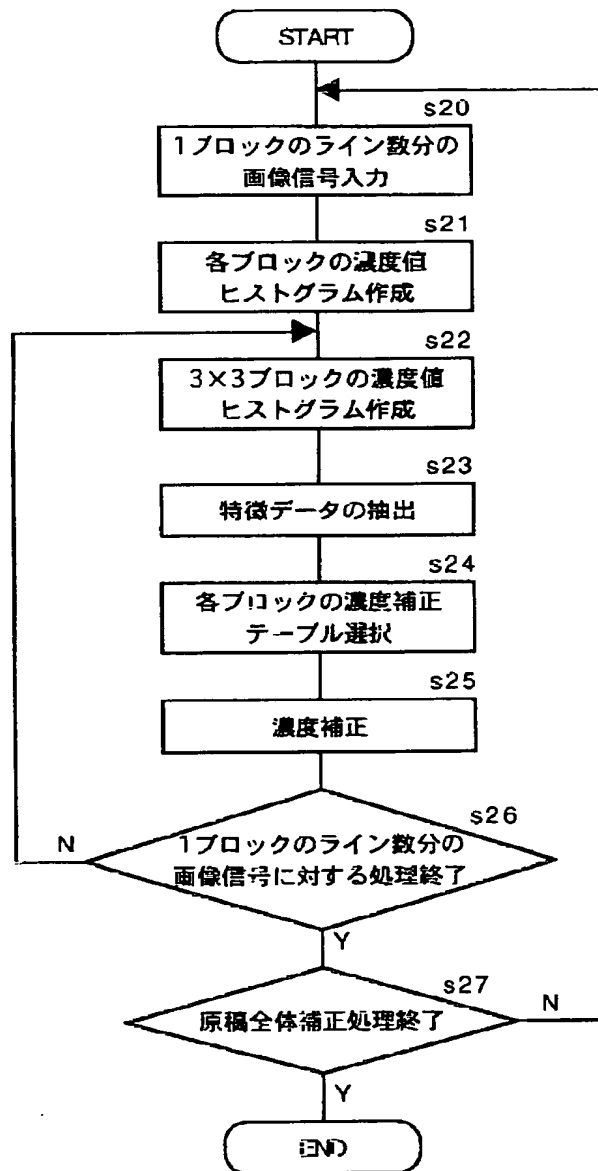 START
s20
1ブロックのライン数分の
画像信号入力
s21
各ブロックの濃度値
ヒストグラム作成
s22
3×3ブロックの濃度値
ヒストグラム作成
s23
特徴データの抽出
s24
各ブロックの濃度補正
テーブル選択
s25
濃度補正
s26
N
1ブロックのライン数分の
画像信号に対する処理終了
Y
s27
N
原稿全体補正処理終了
Y
END